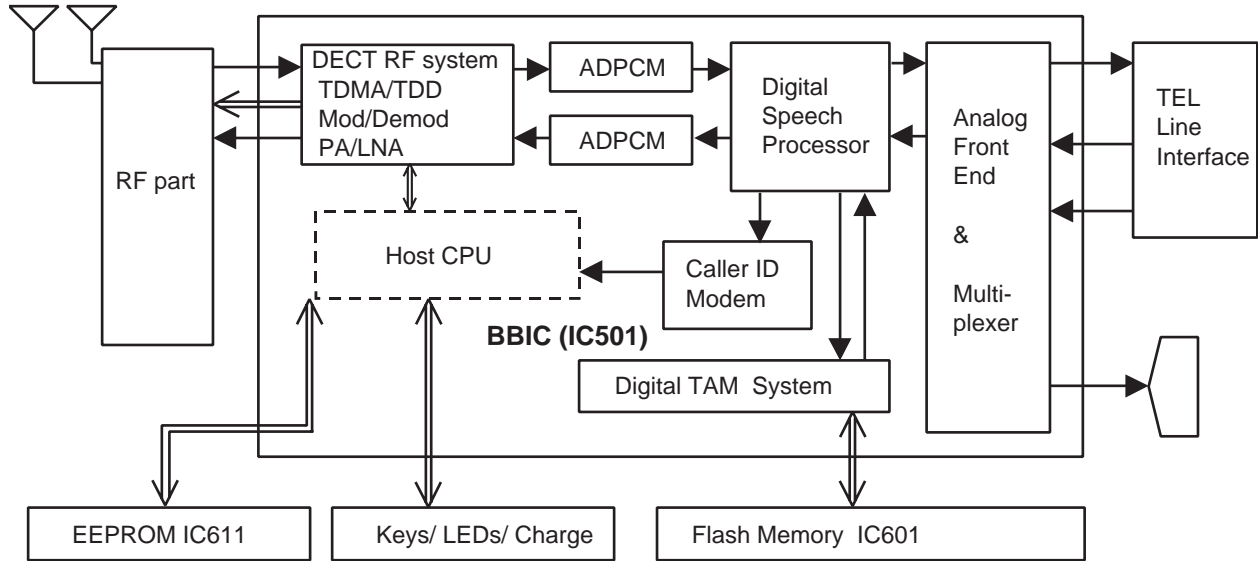 RF part
DECT RF system
TDMA/TDD
Mod/Demod
PA/LNA
ADPCM
ADPCM
Digital
Speech
Processor
Analog
Front
End
&
Multi-
plexer
TEL
Line
Interface
Host CPU
Caller ID
Modem
BBIC (IC501)
Digital TAM System
EEPROM IC611
Keys/ LEDs/ Charge
Flash Memory IC601